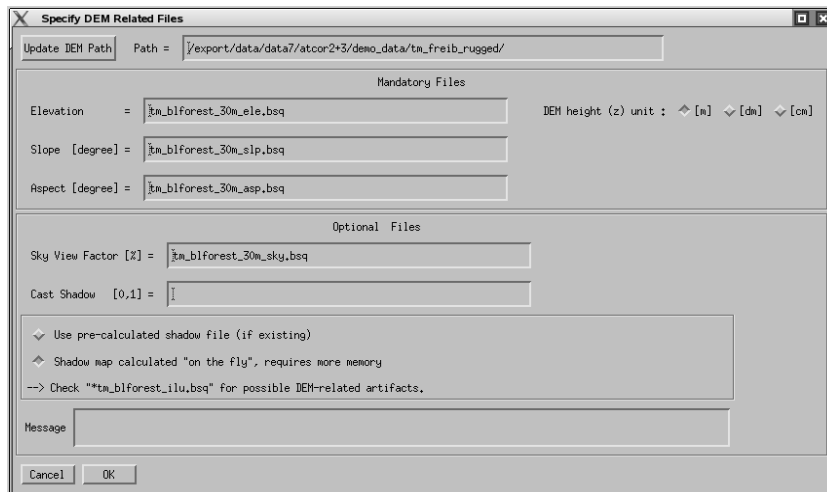 Specify DEM Related Files
Update DEM Path Path = /export/data/data7/atcor2+3/demo_data/tm_freib_rugged/
Mandatory Files
Elevation = tm_blforest_30m_ele.bsq DEM height (z) unit : [m] [dm] [cm]
Slope [degree] = tm_blforest_30m_slp.bsq
Aspect [degree] = tm_blforest_30m_asp.bsq
Optional Files
Sky View Factor [%] = tm_blforest_30m_sky.bsq
Cast Shadow [0,1] =
Use pre-calculated shadow file (if existing)
Shadow map calculated "on the fly", requires more memory
--> Check "*tm_blforest_ilu.bsq" for possible DEM-related artifacts.
Message
Cancel OK